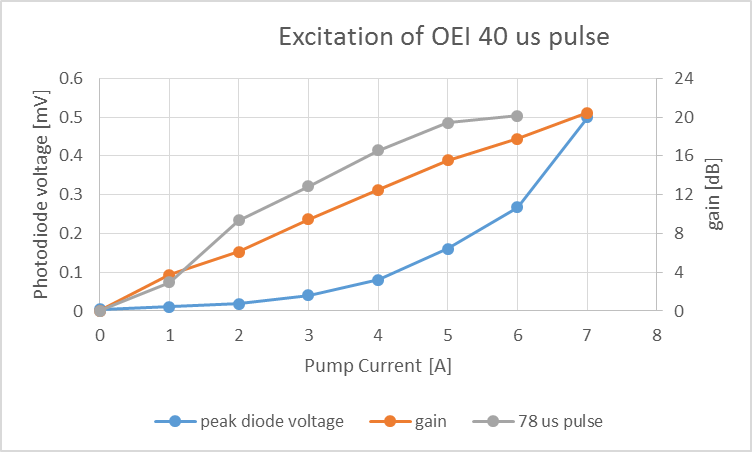 Excitation of OEI 40 us pulse
0.6
0.5
0.4
0.3
0.2
0.1
0
Photodiode voltage [mV]
24
20
16
12
8
4
0
gain [dB]
0 1 2 3 4 5 6 7 8
Pump Current [A]
peak diode voltage gain 78 us pulse